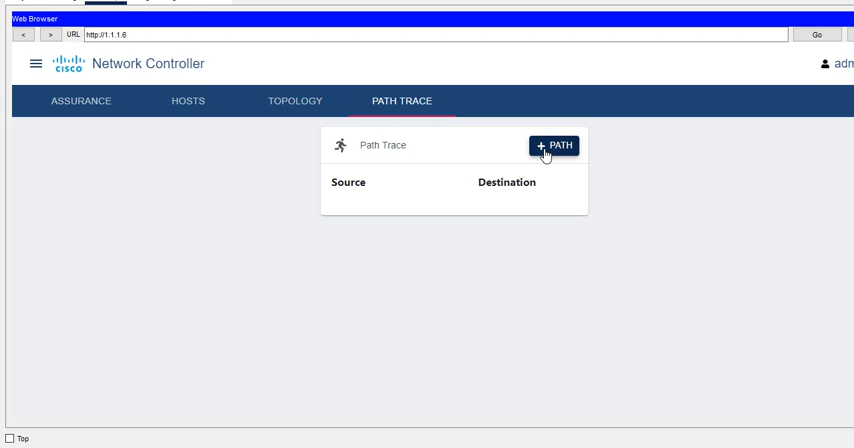 Web Browser
< > URL http://1.1.1.6 Go
CISCO Network Controller adm
ASSURANCE HOSTS TOPOLOGY PATH TRACE
Path Trace + PATH
Source Destination
Top